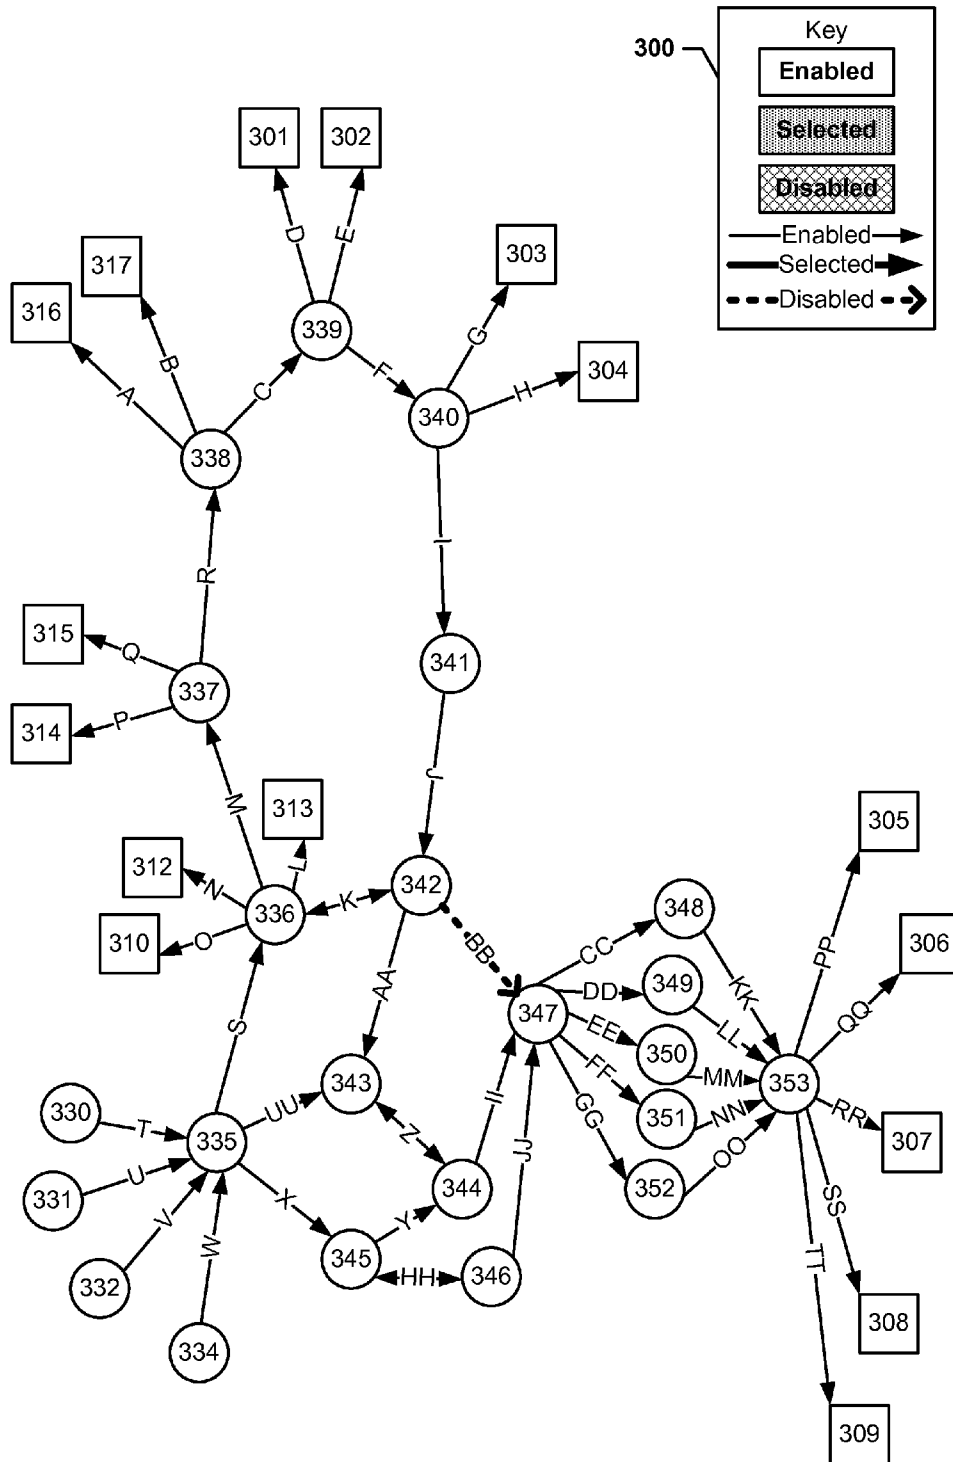 Key
300
Enabled
Selected
Disabled
Enabled
Selected
Disabled
301
302
D
E
303
317
316
339
G
304
B
F
H
A
C
340
338
I
R
315
Q
341
337
314
P
J
M
313
305
312
L
342
N
336
K
348
310
O
306
BB
CC
PP
AA
KK
DD
349
QQ
347
S
EE
LL
350
343
FF
MM
353
330
UU
II
GG
351
NN
RR
T
335
Z
307
JJ
OO
U
344
352
331
X
SS
V
Y
W
345
TT
332
HH
346
308
334
309